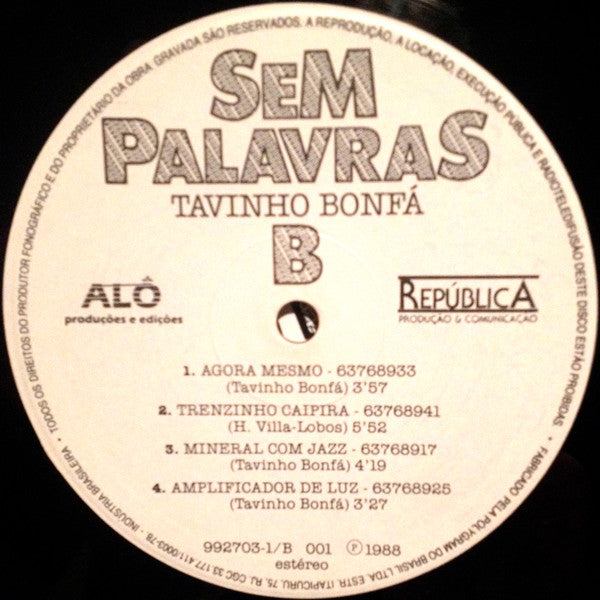 • TODOS OS DIREITOS DO PRODUTOR FONOGRÁFICO E DO PROPRIETÁRIO DA OBRA GRAVADA SÃO RESERVADOS. A REPRODUÇÃO, A LOCAÇÃO, EXECUÇÃO PÚBLICA E RADIOTELEDIFUSÃO DESTE DISCO ESTÃO PROIBIDAS
SEM
PALAVRAS
TAVINHO BONFÁ
B
ALÔ
produções e edições
REPÚBLICA
PRODUÇÃO & COMUNICAÇÃO
1. AGORA MESMO - 63768933
(Tavinho Bonfá) 3'57
2. TRENZINHO CAIPIRA - 63768941
(H. Villa-Lobos) 5'52
3. MINERAL COM JAZZ - 63768917
(Tavinho Bonfá) 4'19
4. AMPLIFICADOR DE LUZ - 63768925
(Tavinho Bonfá) 3'27
992703-1/B 001 ℗ 1988
estéreo
• FABRICADO PELA POLYGRAM DO BRASIL LTDA. ESTR. ITAPICURU, 75, RJ. CGC 33.177.411/0003-78 - INDÚSTRIA BRASILEIRA